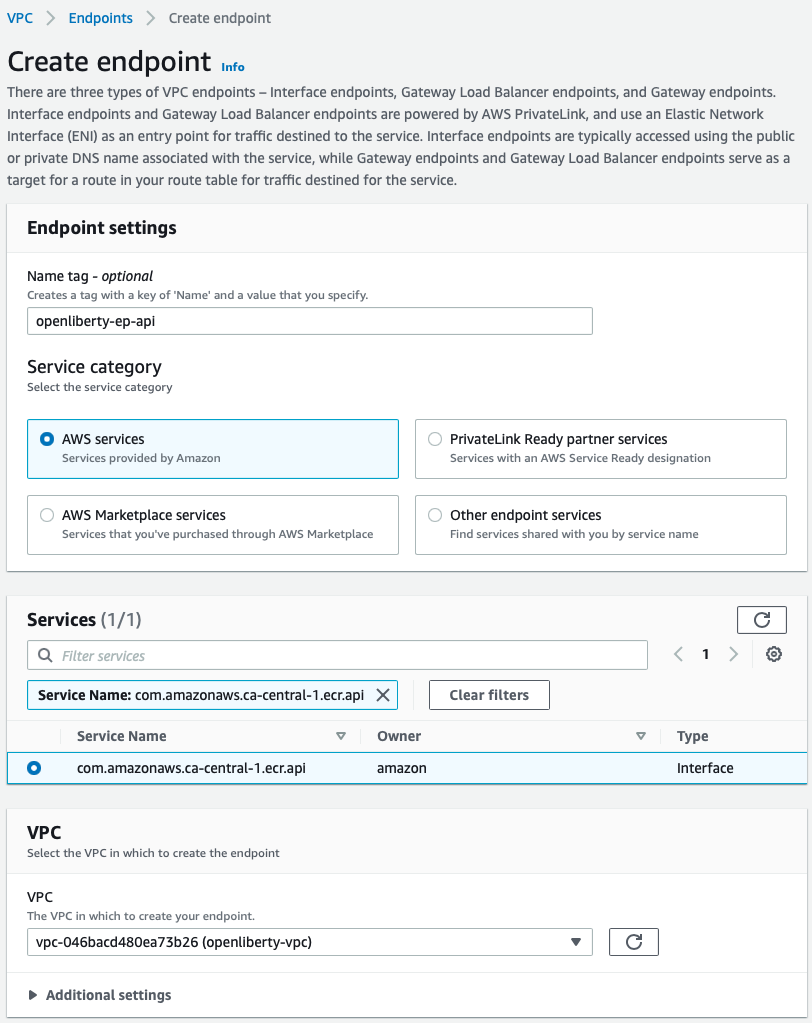 VPC > Endpoints > Create endpoint
Create endpoint Info
There are three types of VPC endpoints – Interface endpoints, Gateway Load Balancer endpoints, and Gateway endpoints.
Interface endpoints and Gateway Load Balancer endpoints are powered by AWS PrivateLink, and use an Elastic Network
Interface (ENI) as an entry point for traffic destined to the service. Interface endpoints are typically accessed using the public
or private DNS name associated with the service, while Gateway endpoints and Gateway Load Balancer endpoints serve as a
target for a route in your route table for traffic destined for the service.
Endpoint settings
Name tag - optional
Creates a tag with a key of 'Name' and a value that you specify.
openliberty-ep-api
Service category
Select the service category
AWS services
Services provided by Amazon
PrivateLink Ready partner services
Services with an AWS Service Ready designation
AWS Marketplace services
Services that you've purchased through AWS Marketplace
Other endpoint services
Find services shared with you by service name
Services (1/1)
Filter services
1
Service Name: com.amazonaws.ca-central-1.ecr.api
Clear filters
Service Name Owner Type
com.amazonaws.ca-central-1.ecr.api amazon Interface
VPC
Select the VPC in which to create the endpoint
VPC
The VPC in which to create your endpoint.
vpc-046bacd480ea73b26 (openliberty-vpc)
Additional settings